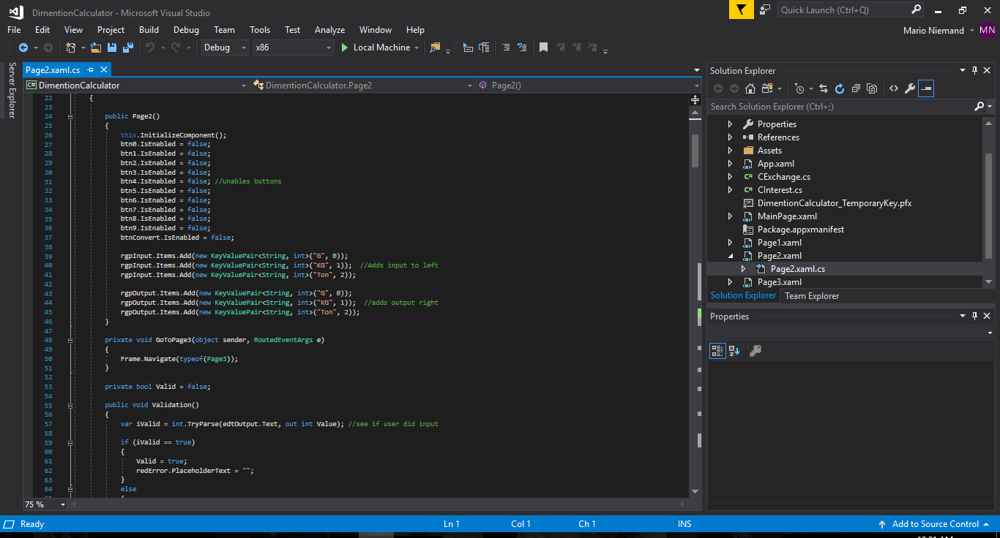 DimentionCalculator - Microsoft Visual Studio
Quick Launch (Ctrl+Q)
File Edit View Project Build Debug Team Tools Test Analyze Window Help
Mario Niemand MN
Debug x86 Local Machine
Server Explorer
Page2.xaml.cs
C# DimentionCalculator DimentionCalculator.Page2 Page2()
22 {
23
24 public Page2()
25 {
26 this.InitializeComponent();
27 btn0.IsEnabled = false;
28 btn1.IsEnabled = false;
29 btn2.IsEnabled = false;
30 btn3.IsEnabled = false;
31 btn4.IsEnabled = false; //Unables buttons
32 btn5.IsEnabled = false;
33 btn6.IsEnabled = false;
34 btn7.IsEnabled = false;
35 btn8.IsEnabled = false;
36 btn9.IsEnabled = false;
37 btnConvert.IsEnabled = false;
38
39 rgpInput.Items.Add(new KeyValuePair<String, int>("G", 0));
40 rgpInput.Items.Add(new KeyValuePair<String, int>("KG", 1)); //Adds input to left
41 rgpInput.Items.Add(new KeyValuePair<String, int>("Ton", 2));
42
43 rgpOutput.Items.Add(new KeyValuePair<String, int>("G", 0));
44 rgpOutput.Items.Add(new KeyValuePair<String, int>("KG", 1)); //adds output right
45 rgpOutput.Items.Add(new KeyValuePair<String, int>("Ton", 2));
46 }
47
48 private void GoToPage3(object sender, RoutedEventArgs e)
49 {
50 Frame.Navigate(typeof(Page3));
51 }
52
53 private bool Valid = false;
54
55 public void Validation()
56 {
57 var iValid = int.TryParse(edtOutput.Text, out int Value); //see if user did input
58
59 if (iValid == true)
60 {
61 Valid = true;
62 redError.PlaceholderText = "";
63 }
64 else
75 %
Solution Explorer
Search Solution Explorer (Ctrl+;)
Properties
References
Assets
App.xaml
C# CExchange.cs
C# CInterest.cs
DimentionCalculator_TemporaryKey.pfx
MainPage.xaml
Package.appxmanifest
Page1.xaml
Page2.xaml
Page2.xaml.cs
Page3.xaml
Solution Explorer Team Explorer
Properties
Ready Ln 1 Col 1 Ch 1 INS Add to Source Control